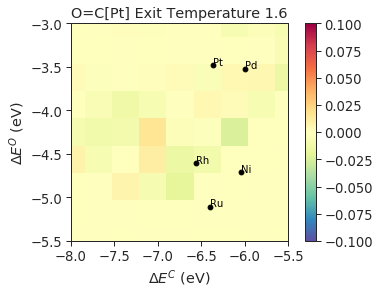 O=C[Pt] Exit Temperature 1.6
−3.0
−3.5
−4.0
−4.5
−5.0
−5.5
ΔE^O (eV)
Pt
Pd
Rh
Ni
Ru
−8.0 −7.5 −7.0 −6.5 −6.0 −5.5
ΔE^C (eV)
0.100
0.075
0.050
0.025
0.000
−0.025
−0.050
−0.075
−0.100